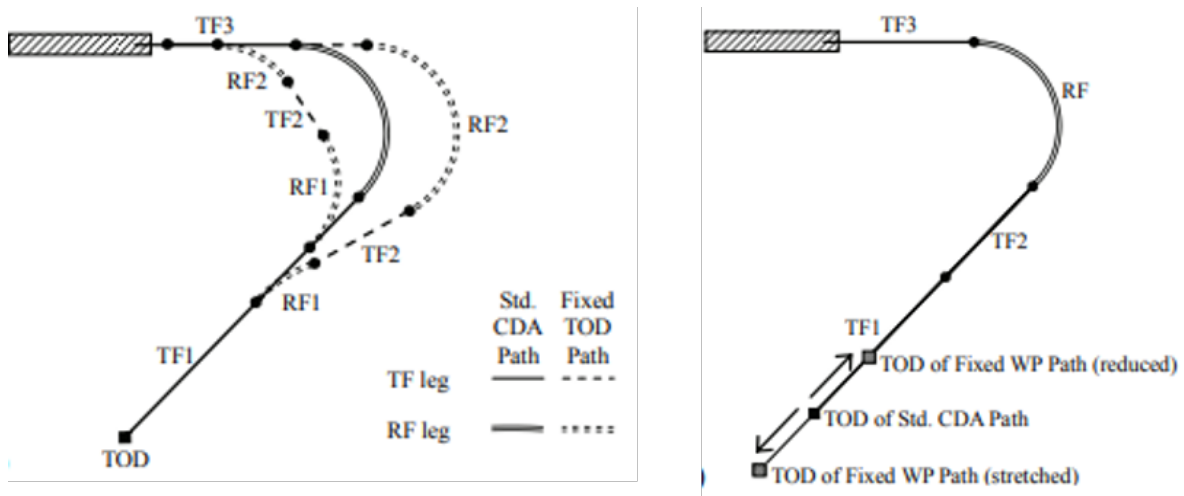 TF3
RF2
TF2
RF2
RF1
TF2
RF1
TF1
TOD
Std. Fixed
CDA TOD
Path Path
TF leg
RF leg
TF3
RF
TF2
TF1
TOD of Fixed WP Path (reduced)
TOD of Std. CDA Path
TOD of Fixed WP Path (stretched)